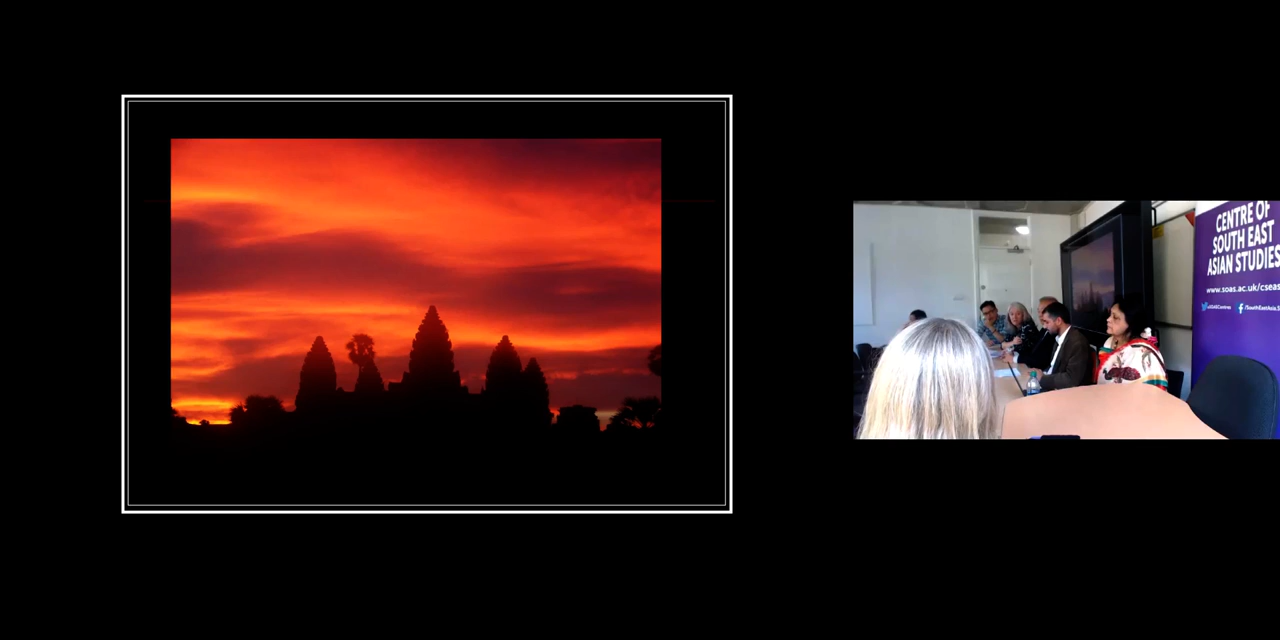 CENTRE OF
SOUTH EAST
ASIAN STUDIES
www.soas.ac.uk/cseas